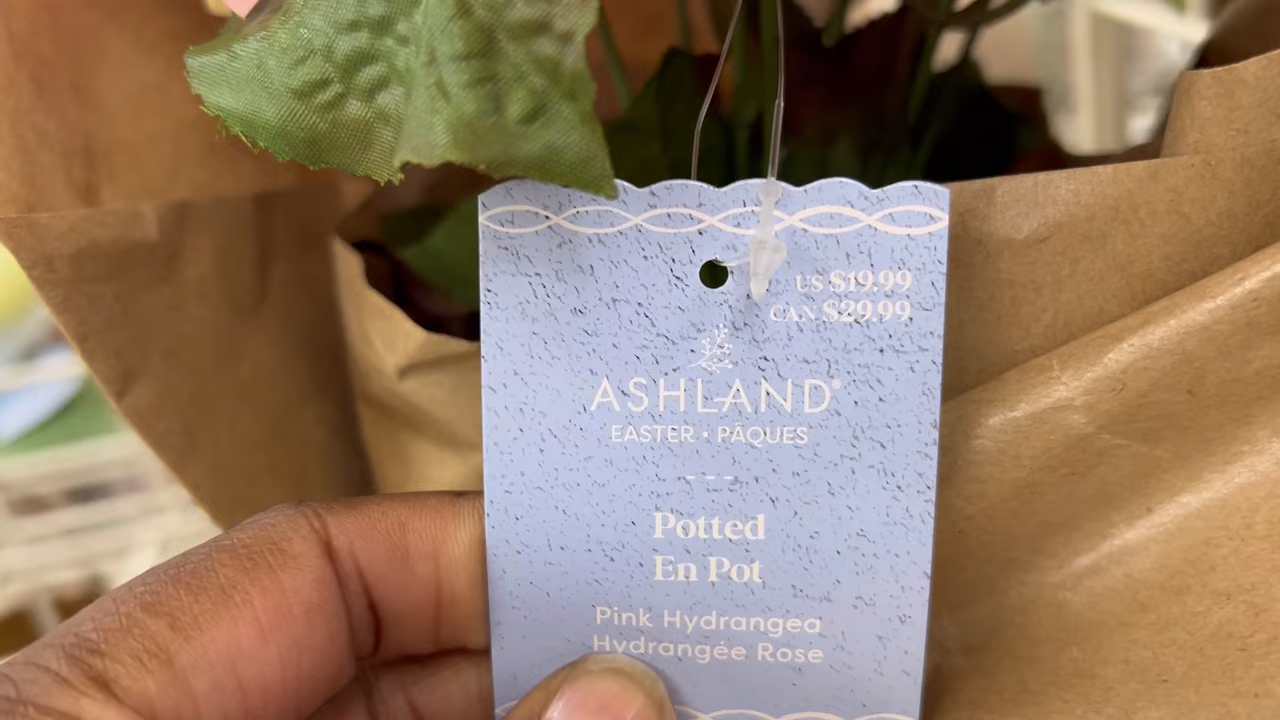 US $19.99
CAN $29.99
ASHLAND®
EASTER • PÂQUES
Potted
En Pot
Pink Hydrangea
Hydrangée Rose